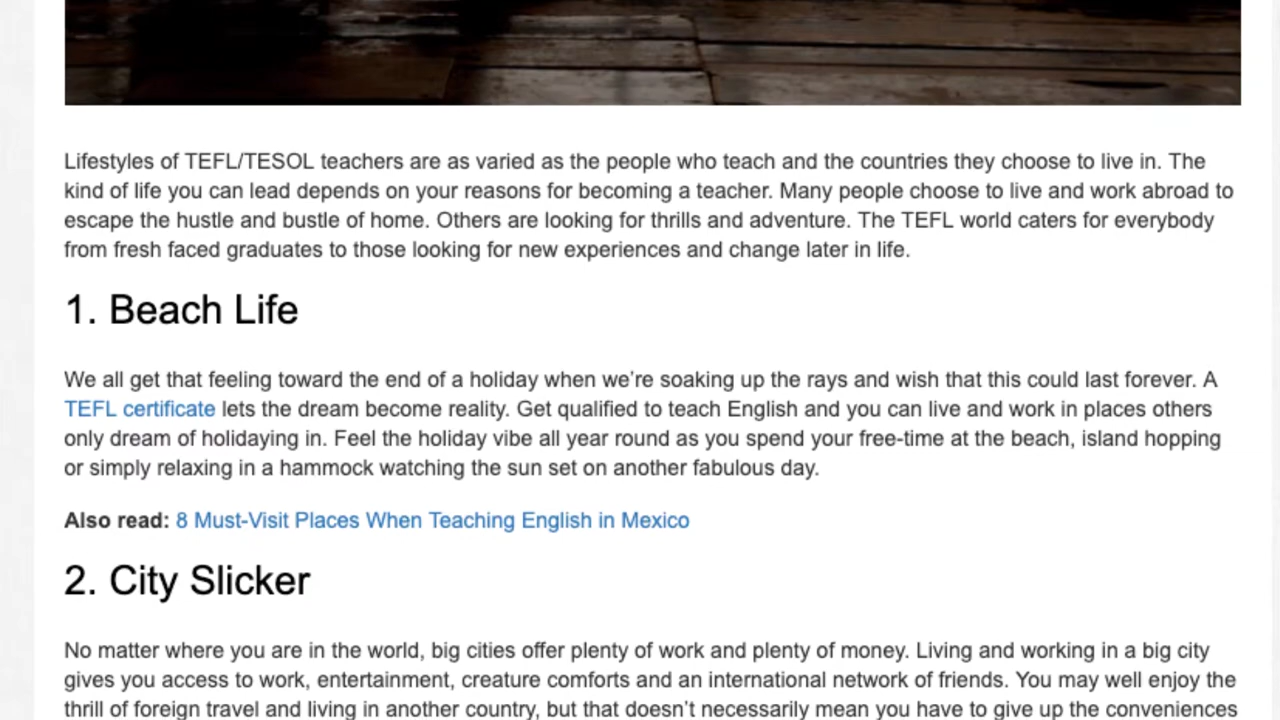 Lifestyles of TEFL/TESOL teachers are as varied as the people who teach and the countries they choose to live in. The
kind of life you can lead depends on your reasons for becoming a teacher. Many people choose to live and work abroad to
escape the hustle and bustle of home. Others are looking for thrills and adventure. The TEFL world caters for everybody
from fresh faced graduates to those looking for new experiences and change later in life.
1. Beach Life
We all get that feeling toward the end of a holiday when we’re soaking up the rays and wish that this could last forever. A
TEFL certificate lets the dream become reality. Get qualified to teach English and you can live and work in places others
only dream of holidaying in. Feel the holiday vibe all year round as you spend your free-time at the beach, island hopping
or simply relaxing in a hammock watching the sun set on another fabulous day.
Also read: 8 Must-Visit Places When Teaching English in Mexico
2. City Slicker
No matter where you are in the world, big cities offer plenty of work and plenty of money. Living and working in a big city
gives you access to work, entertainment, creature comforts and an international network of friends. You may well enjoy the
thrill of foreign travel and living in another country, but that doesn’t necessarily mean you have to give up the conveniences